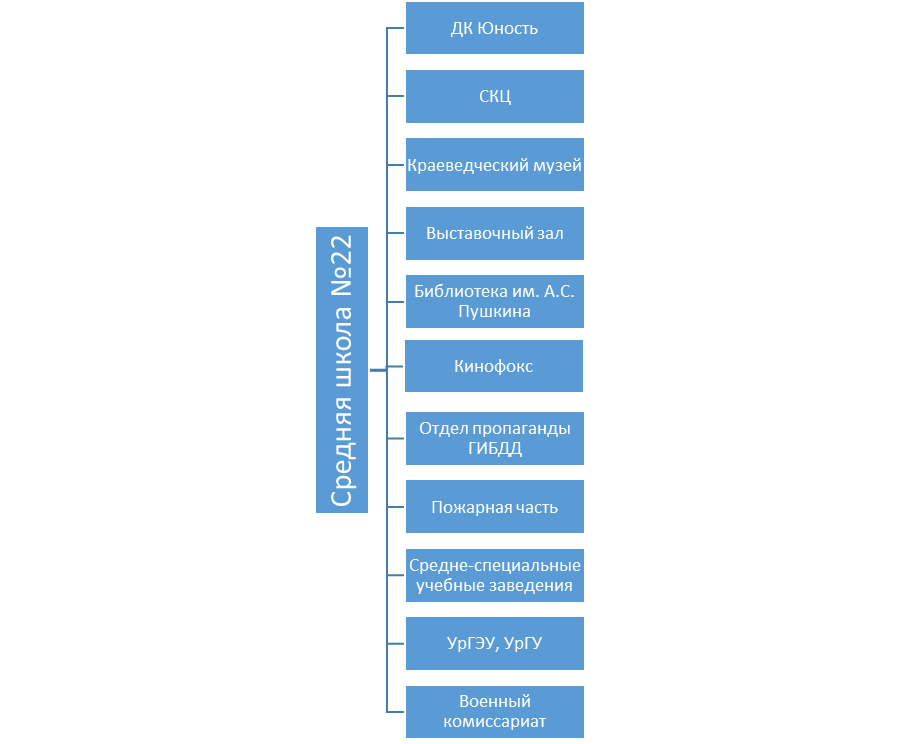 Средняя школа №22
ДК Юность
СКЦ
Краеведческий музей
Выставочный зал
Библиотека им. А.С.
Пушкина
Кинофокс
Отдел пропаганды
ГИБДД
Пожарная часть
Средне-специальные
учебные заведения
УрГЭУ, УрГУ
Военный
комиссариат